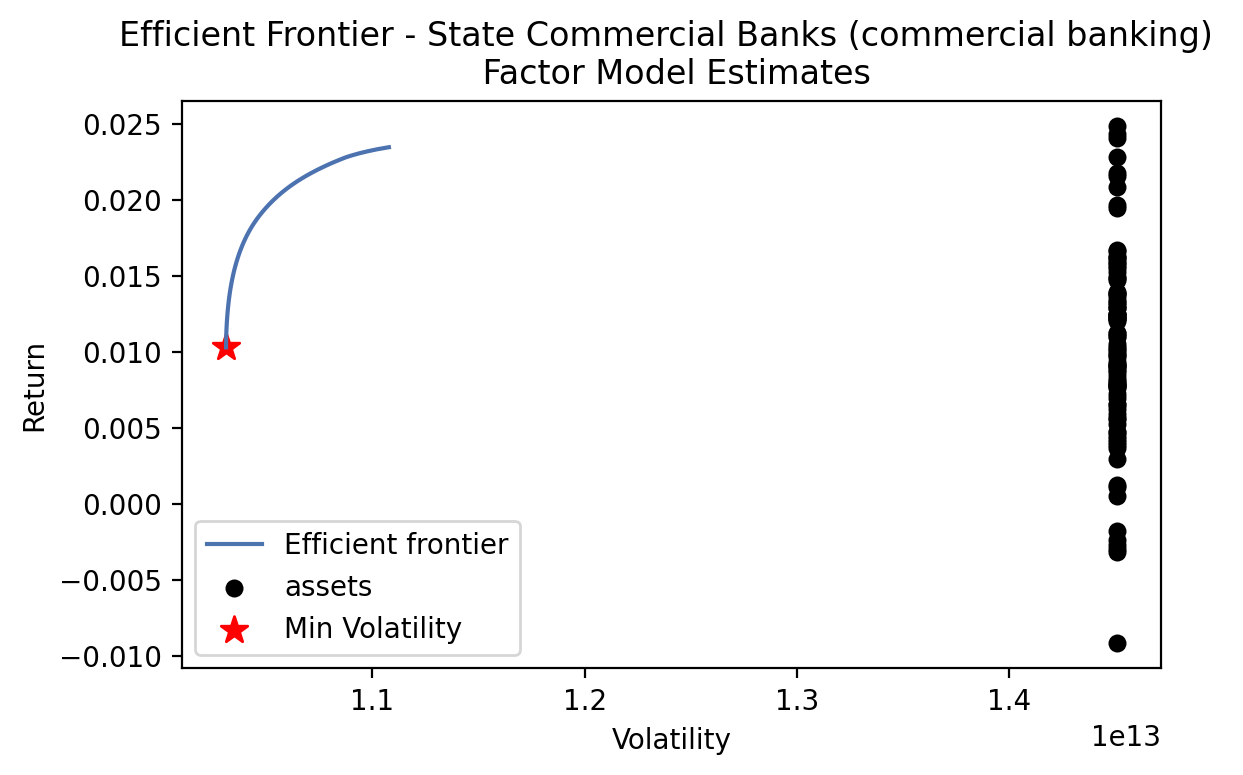 Efficient Frontier - State Commercial Banks (commercial banking)
Factor Model Estimates
0.025
0.020
0.015
0.010
0.005
0.000
−0.005
−0.010
Return
Efficient frontier
assets
Min Volatility
1.1 1.2 1.3 1.4
1e13
Volatility